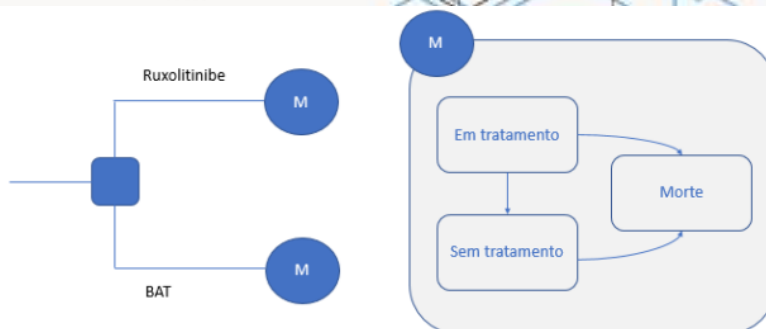 Ruxolitinibe
M
M
BAT
M
Em tratamento
Morte
Sem tratamento